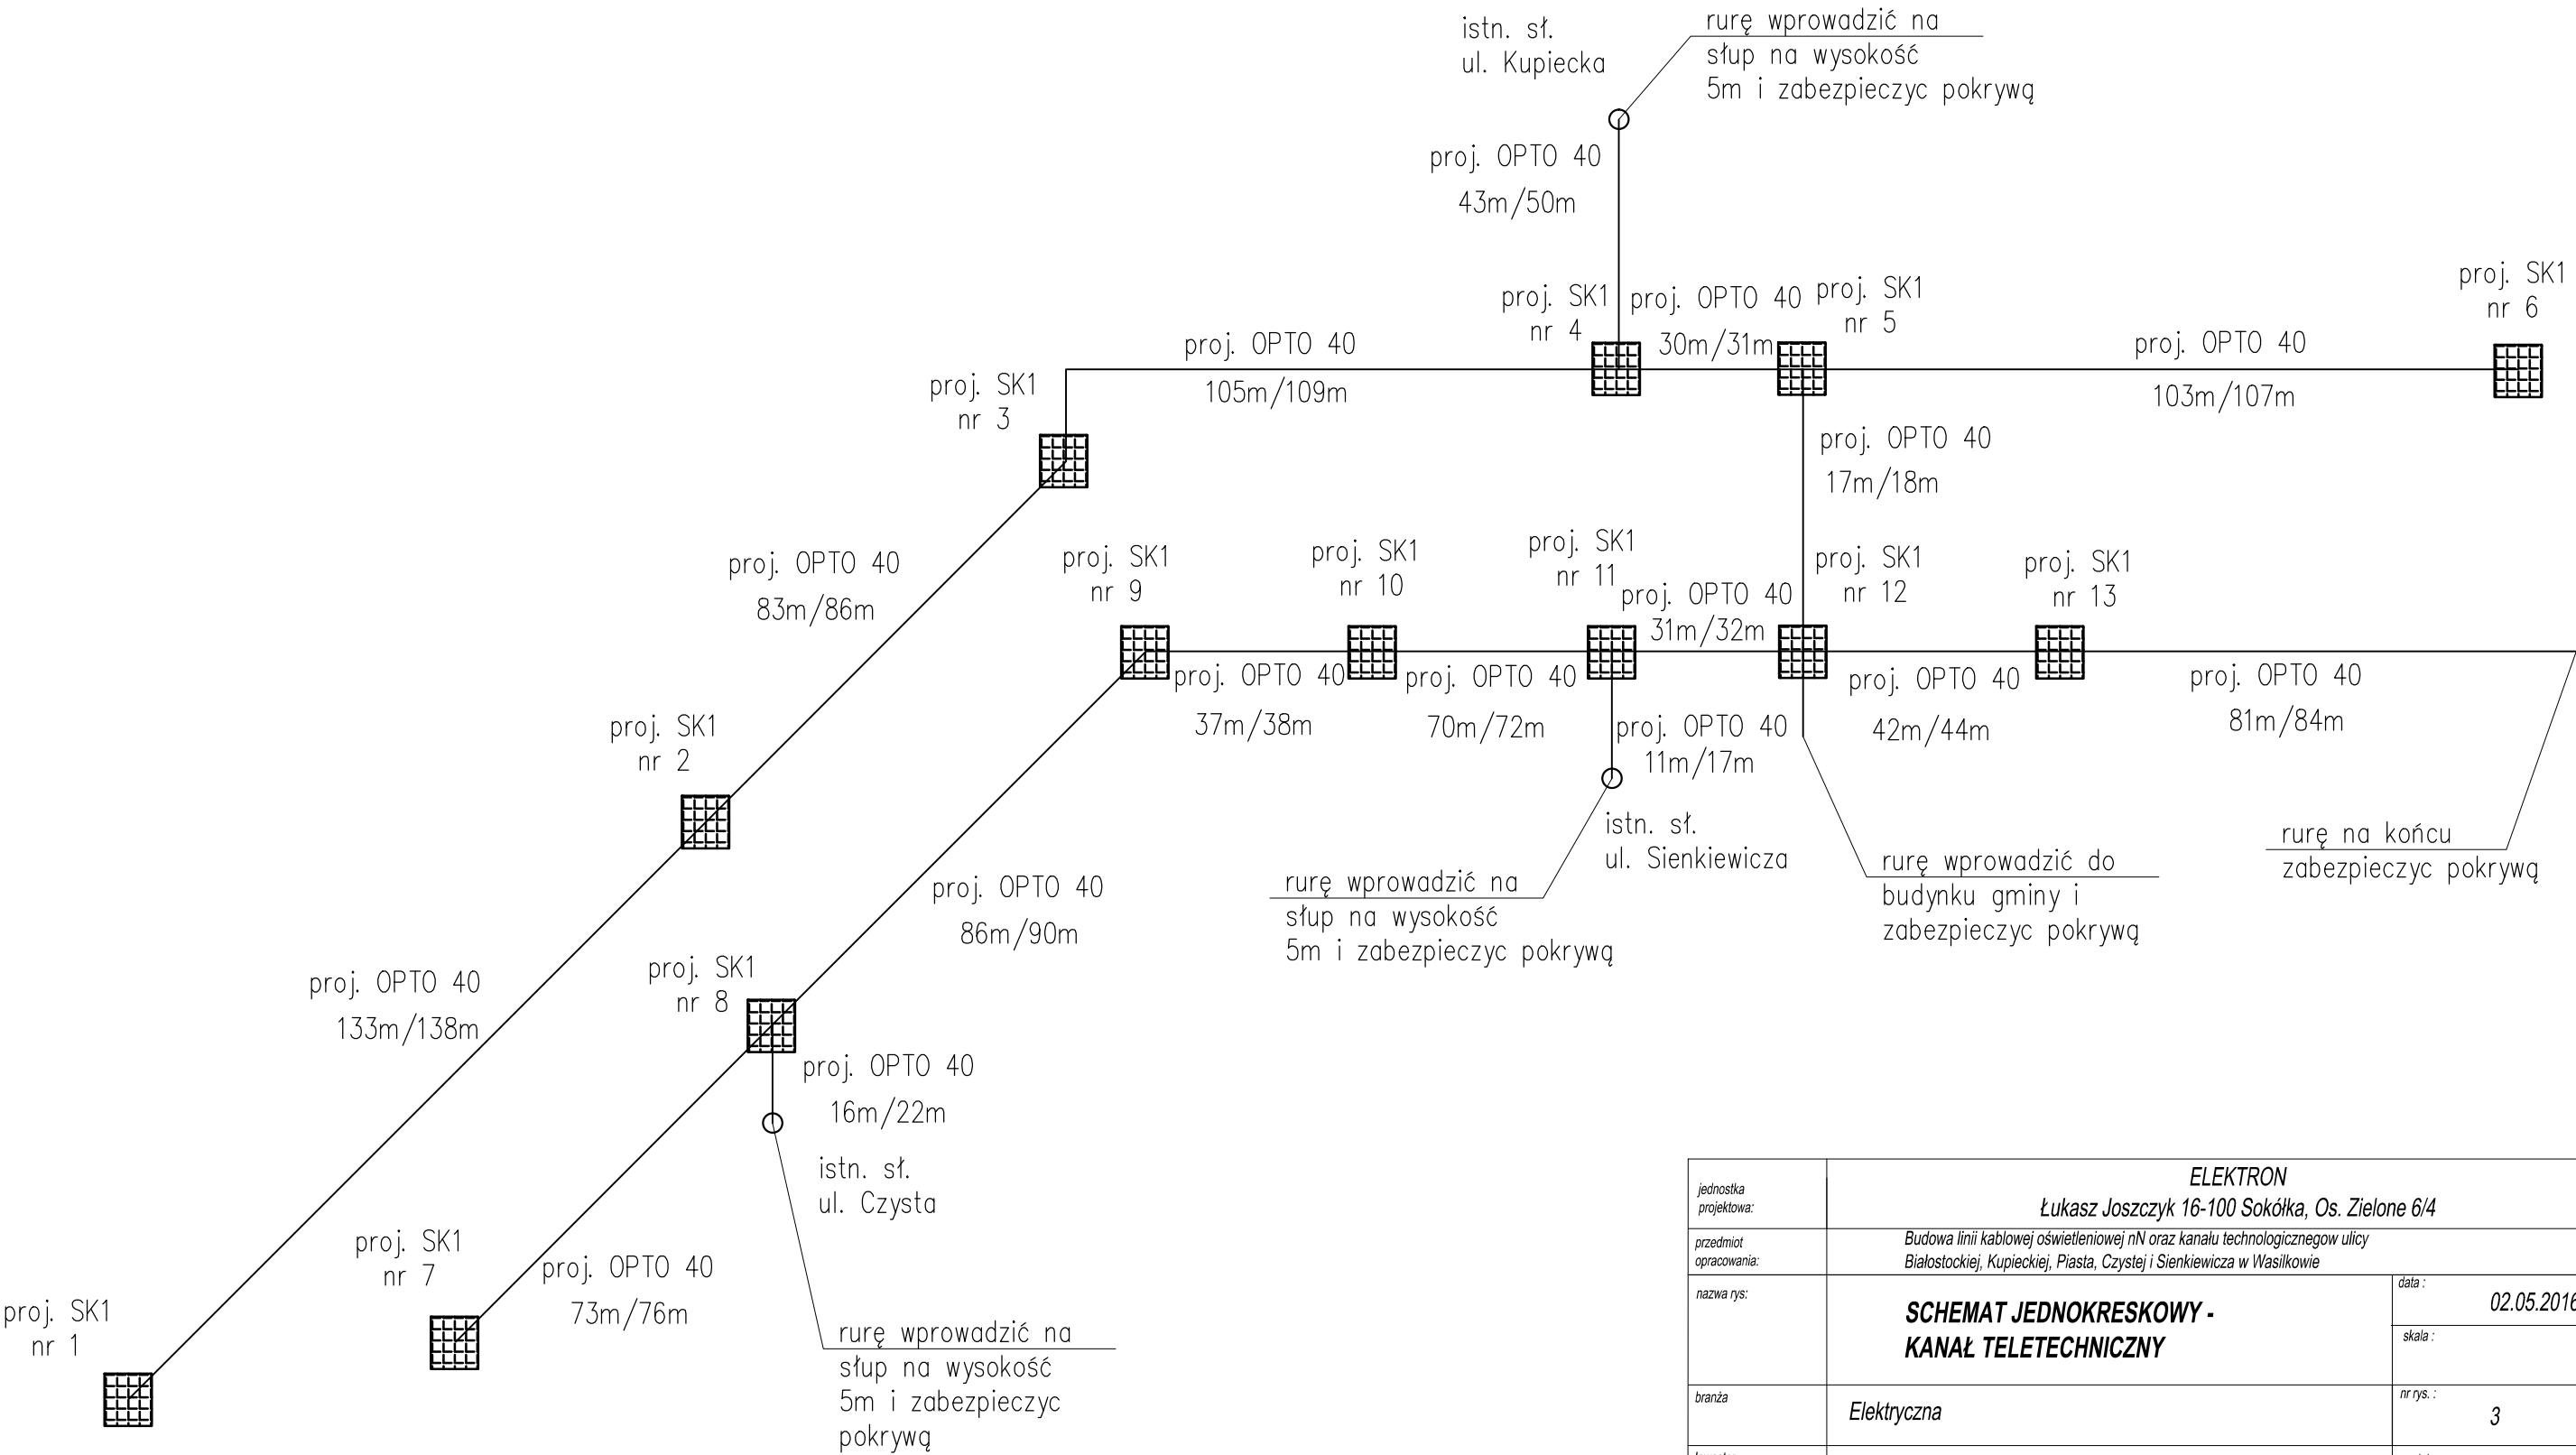 istn. sł.
ul. Kupiecka
rurę wprowadzić na
słup na wysokość
5m i zabezpieczyc pokrywą
proj. OPTO 40
43m/50m
proj. SK1
nr 4
proj. OPTO 40
30m/31m
proj. SK1
nr 5
proj. SK1
nr 6
proj. OPTO 40
105m/109m
proj. OPTO 40
103m/107m
proj. SK1
nr 3
proj. OPTO 40
17m/18m
proj. OPTO 40
83m/86m
proj. SK1
nr 9
proj. SK1
nr 10
proj. SK1
nr 11
proj. OPTO 40
31m/32m
proj. SK1
nr 12
proj. SK1
nr 13
proj. OPTO 40
37m/38m
proj. OPTO 40
70m/72m
proj. OPTO 40
11m/17m
proj. OPTO 40
42m/44m
proj. OPTO 40
81m/84m
proj. SK1
nr 2
istn. sł.
ul. Sienkiewicza
rurę wprowadzić na
słup na wysokość
5m i zabezpieczyc pokrywą
rurę wprowadzić do
budynku gminy i
zabezpieczyc pokrywą
rurę na końcu
zabezpieczyc pokrywą
proj. OPTO 40
86m/90m
proj. OPTO 40
133m/138m
proj. SK1
nr 8
proj. OPTO 40
16m/22m
istn. sł.
ul. Czysta
proj. SK1
nr 7
proj. OPTO 40
73m/76m
proj. SK1
nr 1
rurę wprowadzić na
słup na wysokość
5m i zabezpieczyc
pokrywą
jednostka
projektowa:
ELEKTRON
Łukasz Joszczyk 16-100 Sokółka, Os. Zielone 6/4
przedmiot
opracowania:
Budowa linii kablowej oświetleniowej nN oraz kanału technologicznegow ulicy
Białostockiej, Kupieckiej, Piasta, Czystej i Sienkiewicza w Wasilkowie
nazwa rys:
SCHEMAT JEDNOKRESKOWY -
KANAŁ TELETECHNICZNY
data :
02.05.2016
skala :
branża
Elektryczna
nr rys. :
3